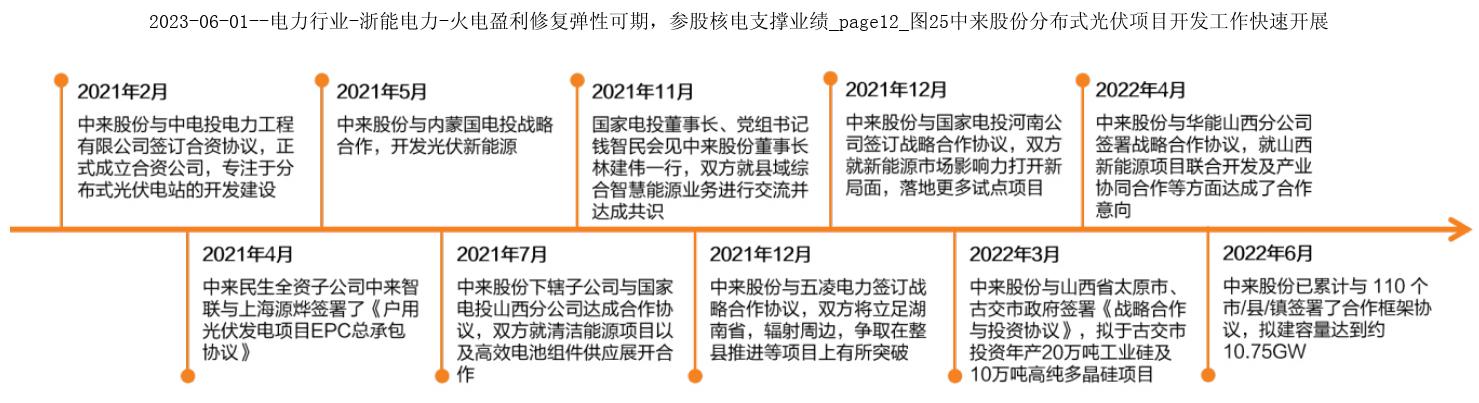 2023-06-01--电力行业-浙能电力-火电盈利修复弹性可期，参股核电支撑业绩_page12_图25中来股份分布式光伏项目开发工作快速开展
2021年2月
中来股份与中电投电力工程
有限公司签订合资协议，正
式成立合资公司，专注于分
布式光伏电站的开发建设
2021年5月
中来股份与内蒙国电投战略
合作，开发光伏新能源
2021年11月
国家电投董事长、党组书记
钱智民会见中来股份董事长
林建伟一行，双方就县域综
合智慧能源业务进行交流并
达成共识
2021年12月
中来股份与国家电投河南公
司签订战略合作协议，双方
就新能源市场影响力打开新
局面，落地更多试点项目
2022年4月
中来股份与华能山西分公司
签署战略合作协议，就山西
新能源项目联合开发及产业
协同合作等方面达成了合作
意向
2021年4月
中来民生全资子公司中来智
联与上海源烨签署了《户用
光伏发电项目EPC总承包
协议》
2021年7月
中来股份下辖子公司与国家
电投山西分公司达成合作协
议，双方就清洁能源项目以
及高效电池组件供应展开合
作
2021年12月
中来股份与五凌电力签订战
略合作协议，双方将立足湖
南省，辐射周边，争取在整
县推进等项目上有所突破
2022年3月
中来股份与山西省太原市、
古交市政府签署《战略合作
与投资协议》，拟于古交市
投资年产20万吨工业硅及
10万吨高纯多晶硅项目
2022年6月
中来股份已累计与 110 个
市/县/镇签署了合作框架协
议，拟建容量达到约
10.75GW